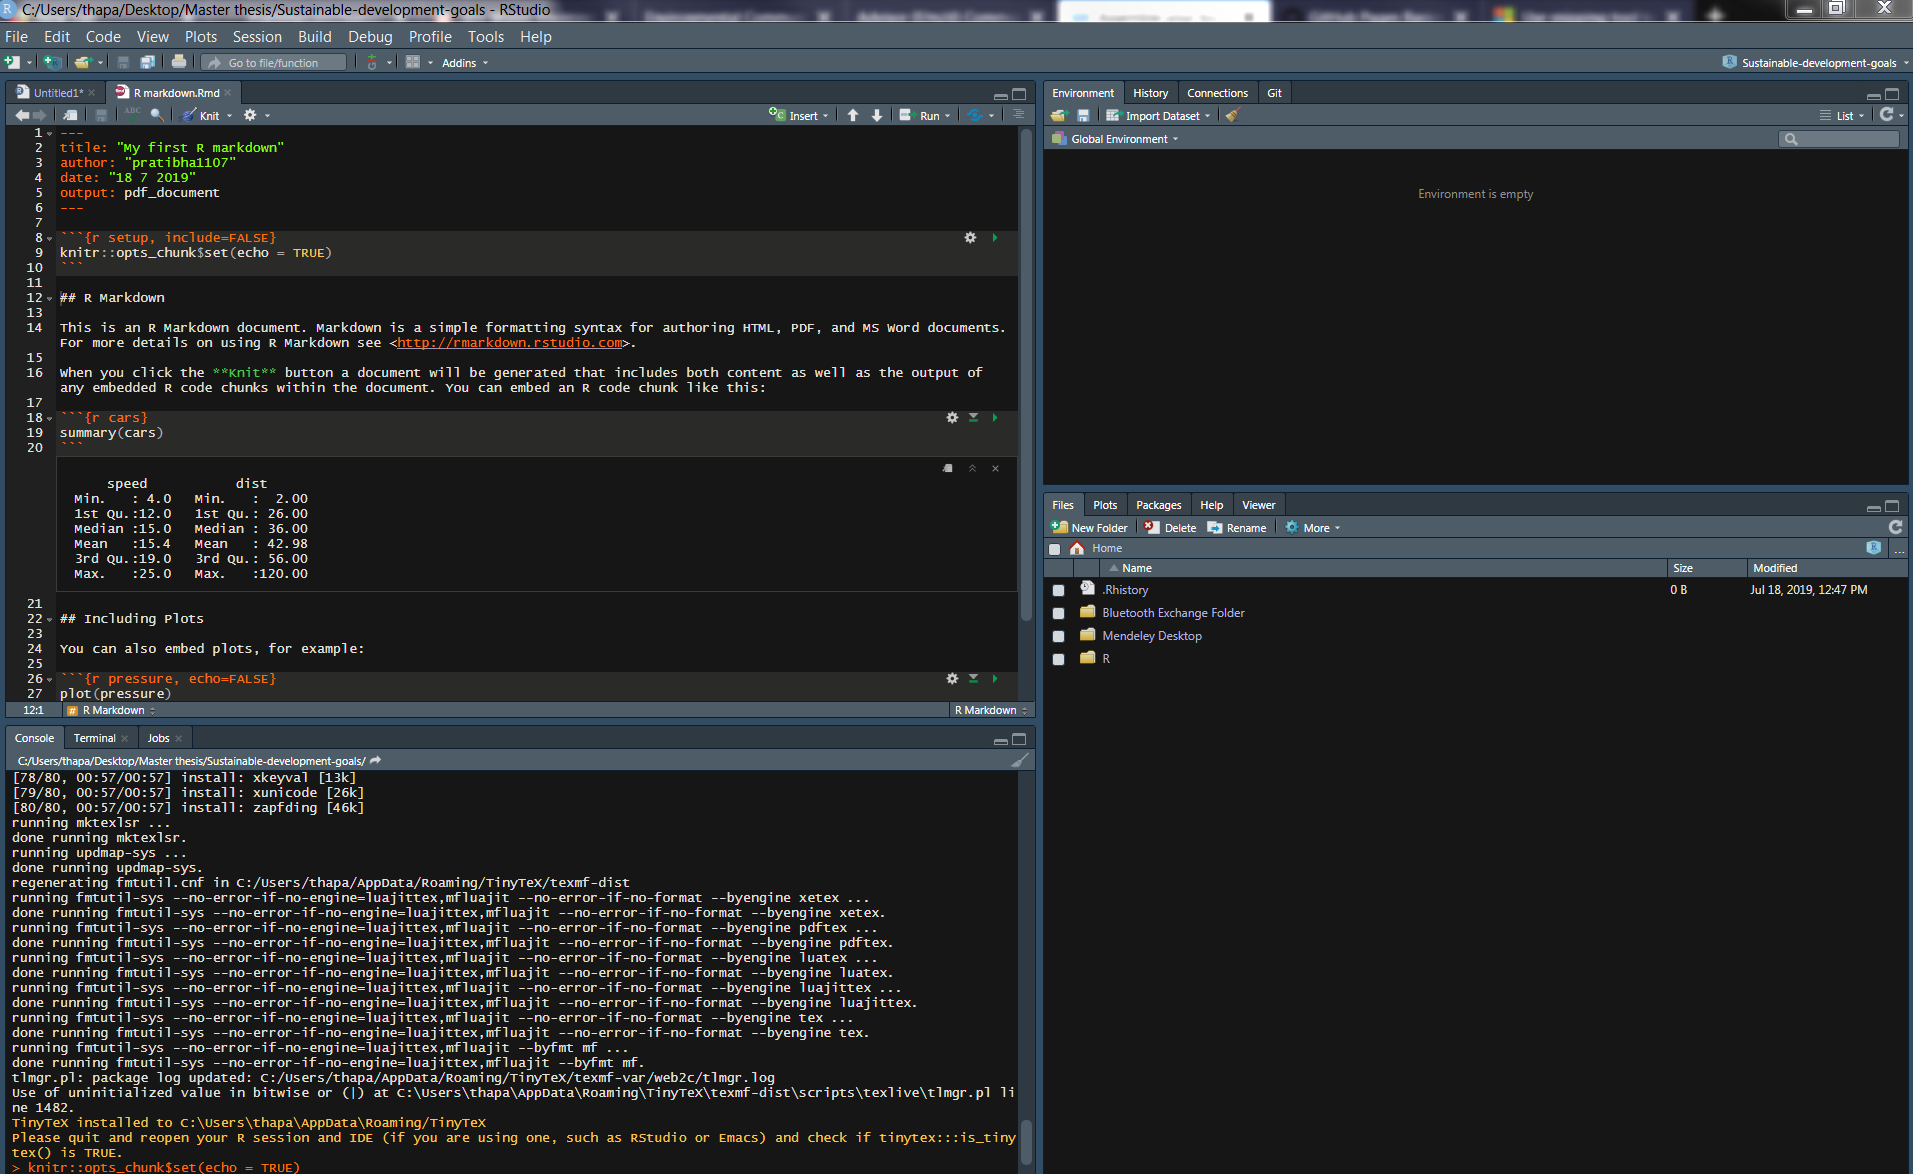 C:/Users/thapa/Desktop/Master thesis/Sustainable-development-goals - RStudio
File Edit Code View Plots Session Build Debug Profile Tools Help
Go to file/function Addins Sustainable-development-goals
Untitled1* R markdown.Rmd
ABC Knit Insert Run
1 ---
2 title: "My first R markdown"
3 author: "pratibha1107"
4 date: "18 7 2019"
5 output: pdf_document
6 ---
7
8 ```{r setup, include=FALSE}
9 knitr::opts_chunk$set(echo = TRUE)
10 ```
11
12 ## R Markdown
13
14 This is an R Markdown document. Markdown is a simple formatting syntax for authoring HTML, PDF, and MS Word documents.
For more details on using R Markdown see <http://rmarkdown.rstudio.com>.
15
16 When you click the **Knit** button a document will be generated that includes both content as well as the output of
any embedded R code chunks within the document. You can embed an R code chunk like this:
17
18 ```{r cars}
19 summary(cars)
20 ```
speed dist
Min. : 4.0 Min. : 2.00
1st Qu.:12.0 1st Qu.: 26.00
Median :15.0 Median : 36.00
Mean :15.4 Mean : 42.98
3rd Qu.:19.0 3rd Qu.: 56.00
Max. :25.0 Max. :120.00
21
22 ## Including Plots
23
24 You can also embed plots, for example:
25
26 ```{r pressure, echo=FALSE}
27 plot(pressure)
12:1 # R Markdown R Markdown
Console Terminal Jobs
C:/Users/thapa/Desktop/Master thesis/Sustainable-development-goals/
[78/80, 00:57/00:57] install: xkeyval [13k]
[79/80, 00:57/00:57] install: xunicode [26k]
[80/80, 00:57/00:57] install: zapfding [46k]
running mktexlsr ...
done running mktexlsr.
running updmap-sys ...
done running updmap-sys.
regenerating fmtutil.cnf in C:/Users/thapa/AppData/Roaming/TinyTeX/texmf-dist
running fmtutil-sys --no-error-if-no-engine=luajittex,mfluajit --no-error-if-no-format --byengine xetex ...
done running fmtutil-sys --no-error-if-no-engine=luajittex,mfluajit --no-error-if-no-format --byengine xetex.
running fmtutil-sys --no-error-if-no-engine=luajittex,mfluajit --no-error-if-no-format --byengine pdftex ...
done running fmtutil-sys --no-error-if-no-engine=luajittex,mfluajit --no-error-if-no-format --byengine pdftex.
running fmtutil-sys --no-error-if-no-engine=luajittex,mfluajit --no-error-if-no-format --byengine luatex ...
done running fmtutil-sys --no-error-if-no-engine=luajittex,mfluajit --no-error-if-no-format --byengine luatex.
running fmtutil-sys --no-error-if-no-engine=luajittex,mfluajit --no-error-if-no-format --byengine luajittex ...
done running fmtutil-sys --no-error-if-no-engine=luajittex,mfluajit --no-error-if-no-format --byengine luajittex.
running fmtutil-sys --no-error-if-no-engine=luajittex,mfluajit --no-error-if-no-format --byengine tex ...
done running fmtutil-sys --no-error-if-no-engine=luajittex,mfluajit --no-error-if-no-format --byengine tex.
running fmtutil-sys --no-error-if-no-engine=luajittex,mfluajit --byfmt mf ...
done running fmtutil-sys --no-error-if-no-engine=luajittex,mfluajit --byfmt mf.
tlmgr.pl: package log updated: C:/Users/thapa/AppData/Roaming/TinyTeX/texmf-var/web2c/tlmgr.log
Use of uninitialized value in bitwise or (|) at C:\Users\thapa\AppData\Roaming\TinyTeX\texmf-dist\scripts\texlive\tlmgr.pl li
ne 1482.
TinyTeX installed to C:\Users\thapa\AppData\Roaming/TinyTeX
Please quit and reopen your R session and IDE (if you are using one, such as RStudio or Emacs) and check if tinytex:::is_tiny
tex() is TRUE.
> knitr::opts_chunk$set(echo = TRUE)
Environment History Connections Git
Import Dataset List
Global Environment
Environment is empty
Files Plots Packages Help Viewer
New Folder Delete Rename More
Home ...
Name Size Modified
.Rhistory 0 B Jul 18, 2019, 12:47 PM
Bluetooth Exchange Folder
Mendeley Desktop
R